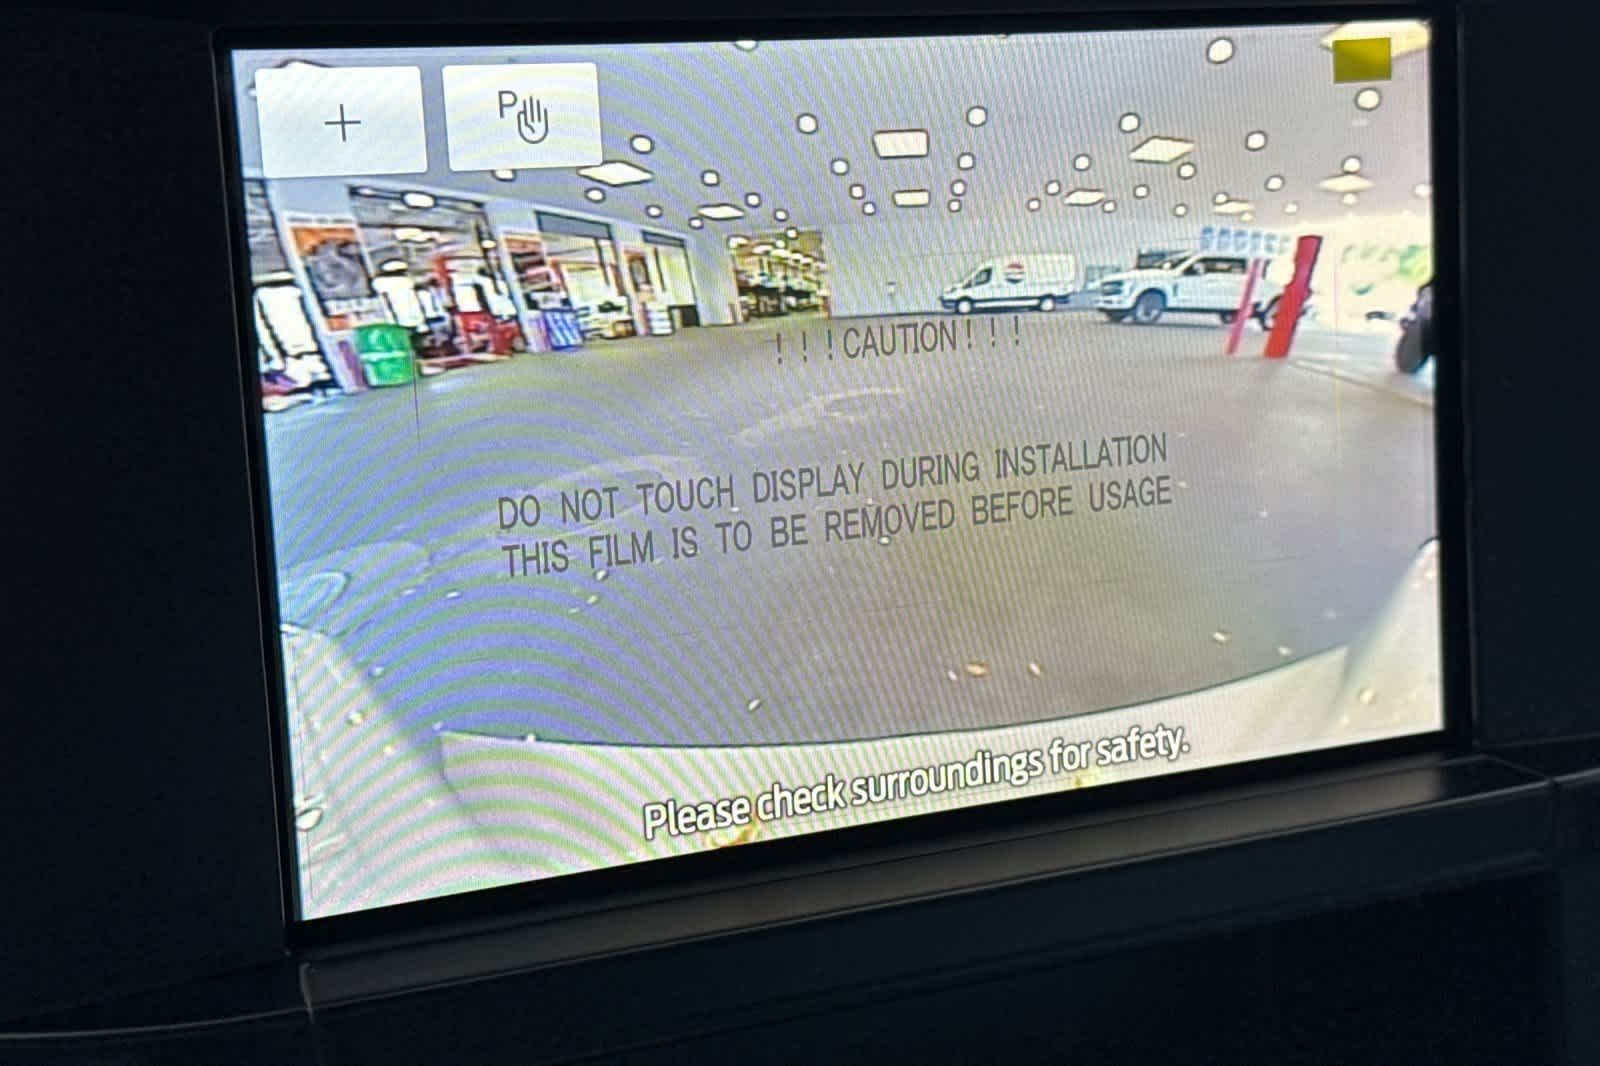 P
! ! ! CAUTION ! ! !
DO NOT TOUCH DISPLAY DURING INSTALLATION
THIS FILM IS TO BE REMOVED BEFORE USAGE
Please check surroundings for safety.